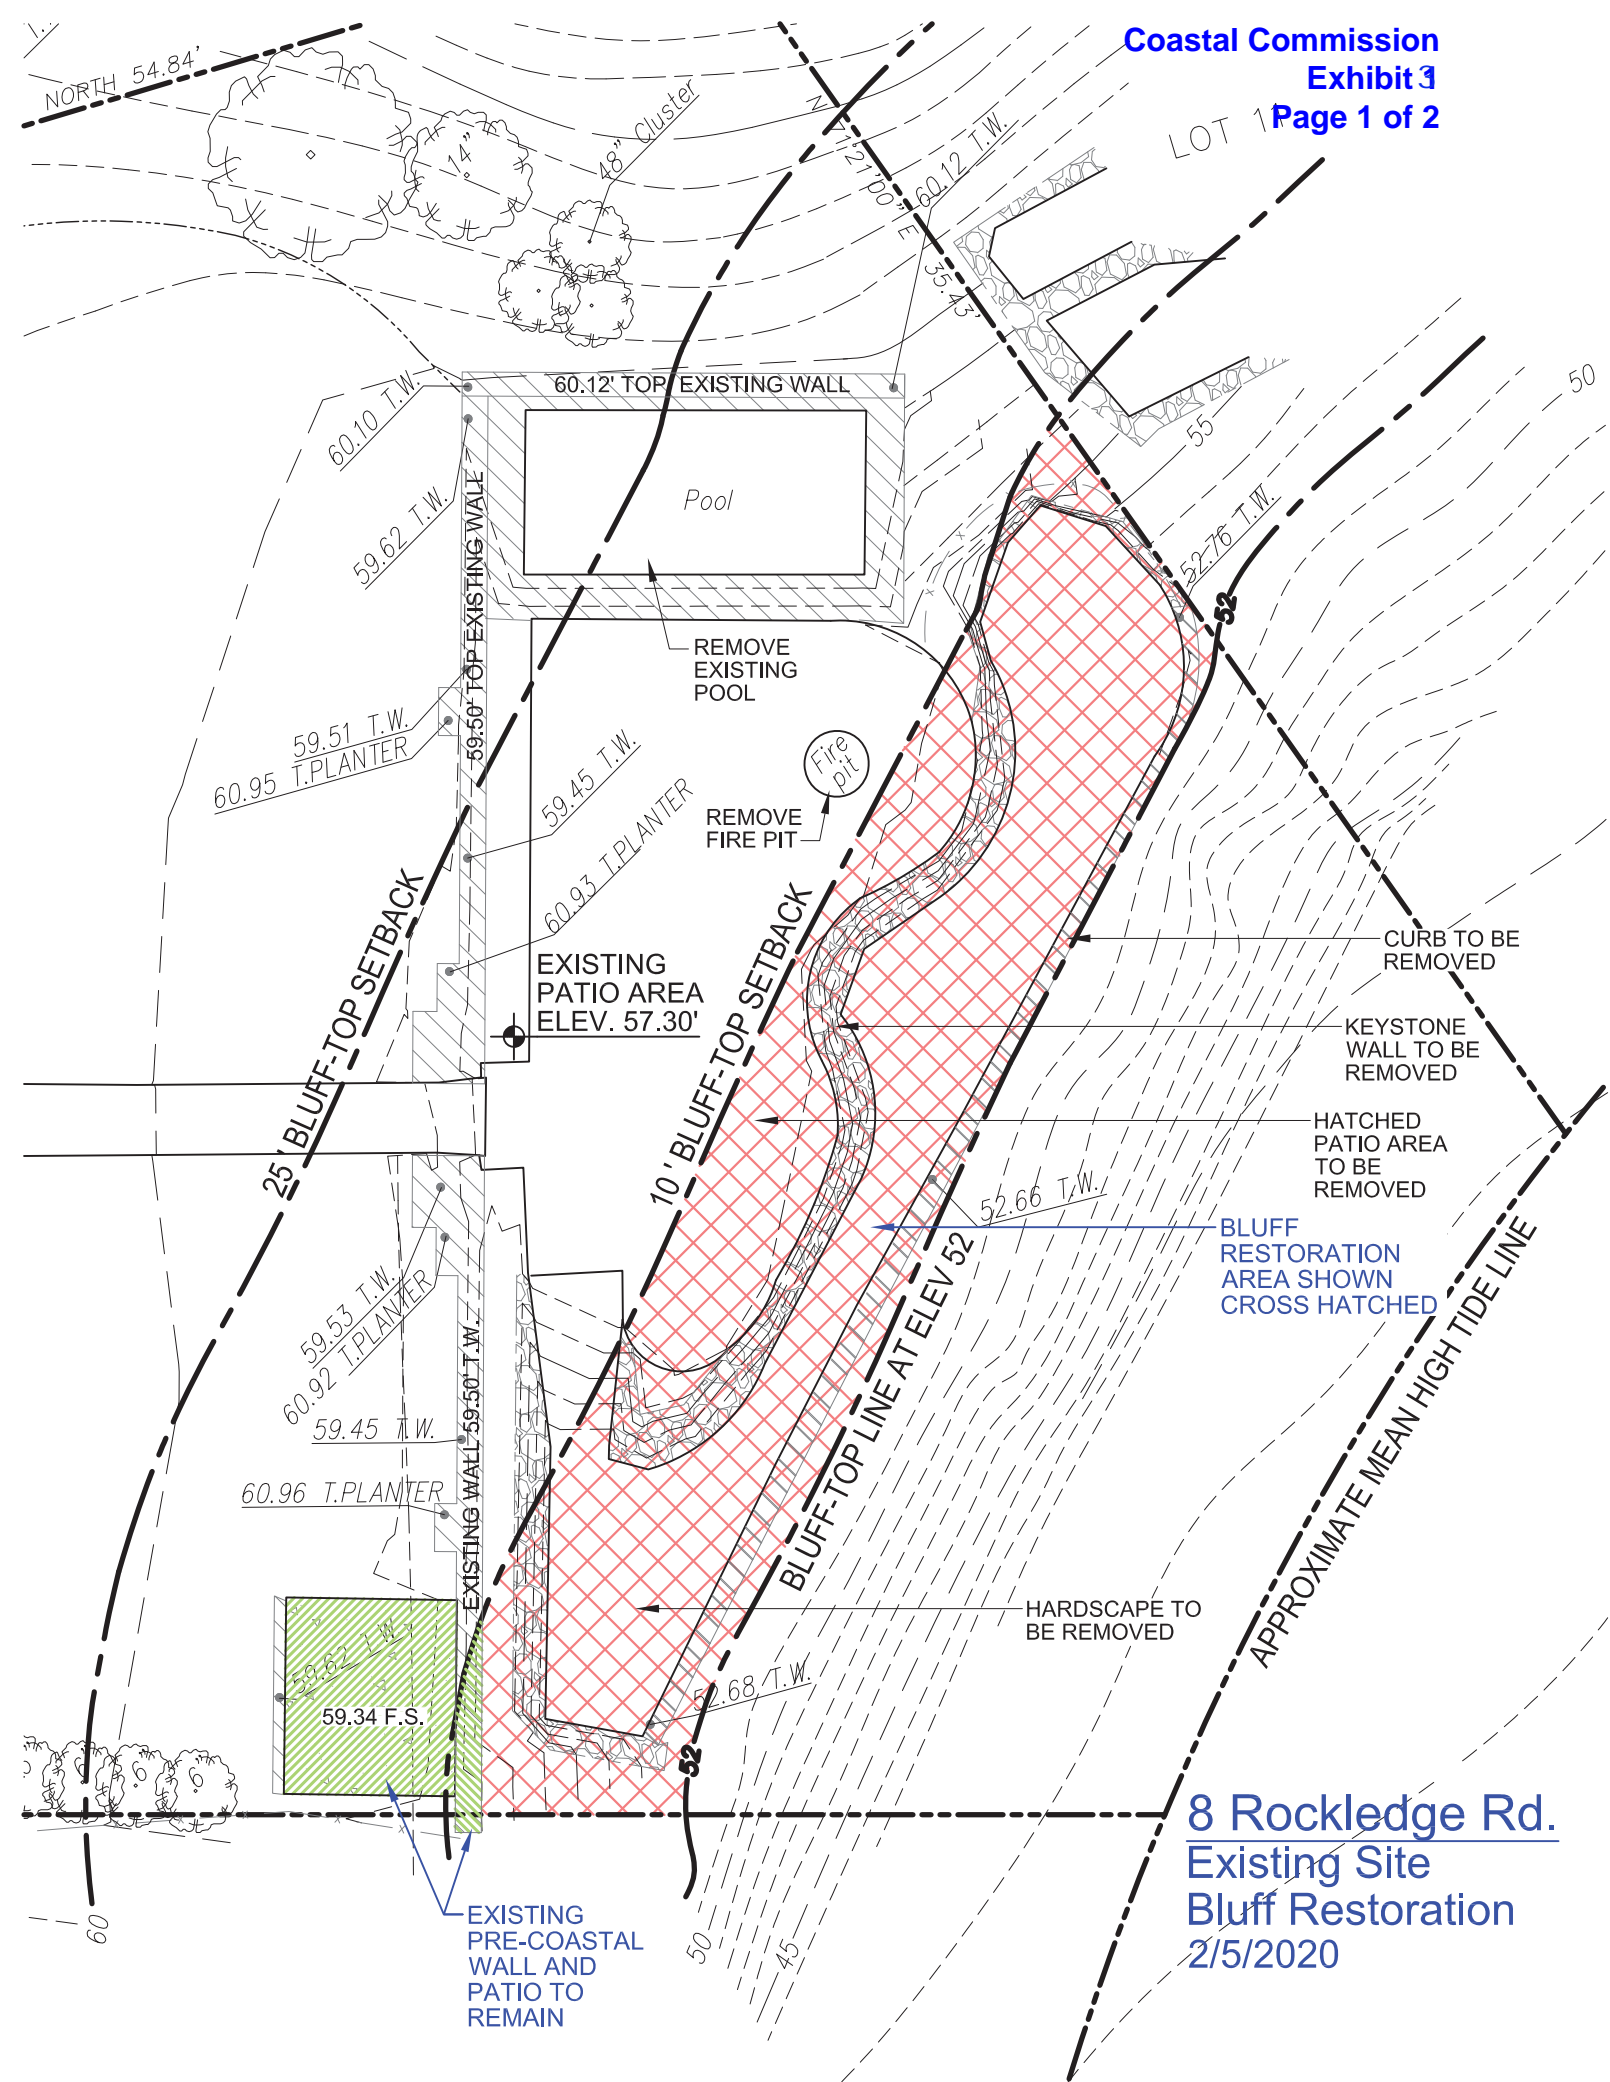 Coastal Commission
Exhibit 3
Page 1 of 2
NORTH 54.84'
14"
48" Cluster
N 71°21'00" E 35.43'
60.12 T.W.
LOT 11
60.12' TOP EXISTING WALL
60.10 T.W.
59.62 T.W.
Pool
55
50
52.76 T.W.
52
59.50' TOP EXISTING WALL
REMOVE
EXISTING
POOL
59.51 T.W.
60.95 T.PLANTER
59.45 T.W.
Fire
pit
REMOVE
FIRE PIT
60.93 T.PLANTER
25' BLUFF-TOP SETBACK
EXISTING
PATIO AREA
ELEV. 57.30'
10' BLUFF-TOP SETBACK
CURB TO BE
REMOVED
KEYSTONE
WALL TO BE
REMOVED
HATCHED
PATIO AREA
TO BE
REMOVED
52.66 T.W.
BLUFF
RESTORATION
AREA SHOWN
CROSS HATCHED
59.53 T.W.
60.92 T.PLANTER
59.45 T.W.
60.96 T.PLANTER
EXISTING WALL 59.50' T.W.
BLUFF-TOP LINE AT ELEV 52
APPROXIMATE MEAN HIGH TIDE LINE
HARDSCAPE TO
BE REMOVED
59.62 T.W.
59.34 F.S.
52.68 T.W.
52
6"
6"
6"
60
50
45
EXISTING
PRE-COASTAL
WALL AND
PATIO TO
REMAIN
8 Rockledge Rd.
Existing Site
Bluff Restoration
2/5/2020